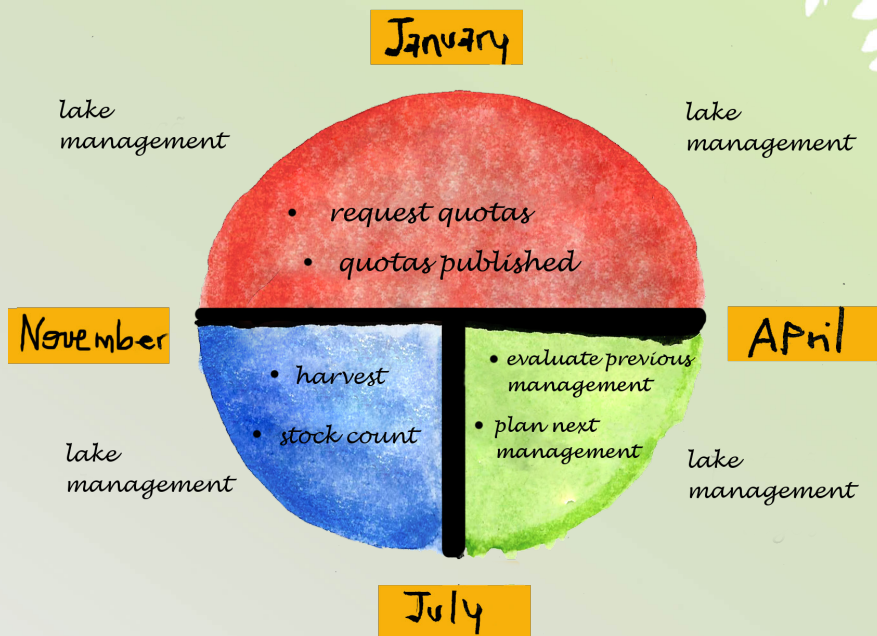 January
lake
management
lake
management
• request quotas
• quotas published
November
April
• harvest
• stock count
• evaluate previous
management
• plan next
management
lake
management
lake
management
July